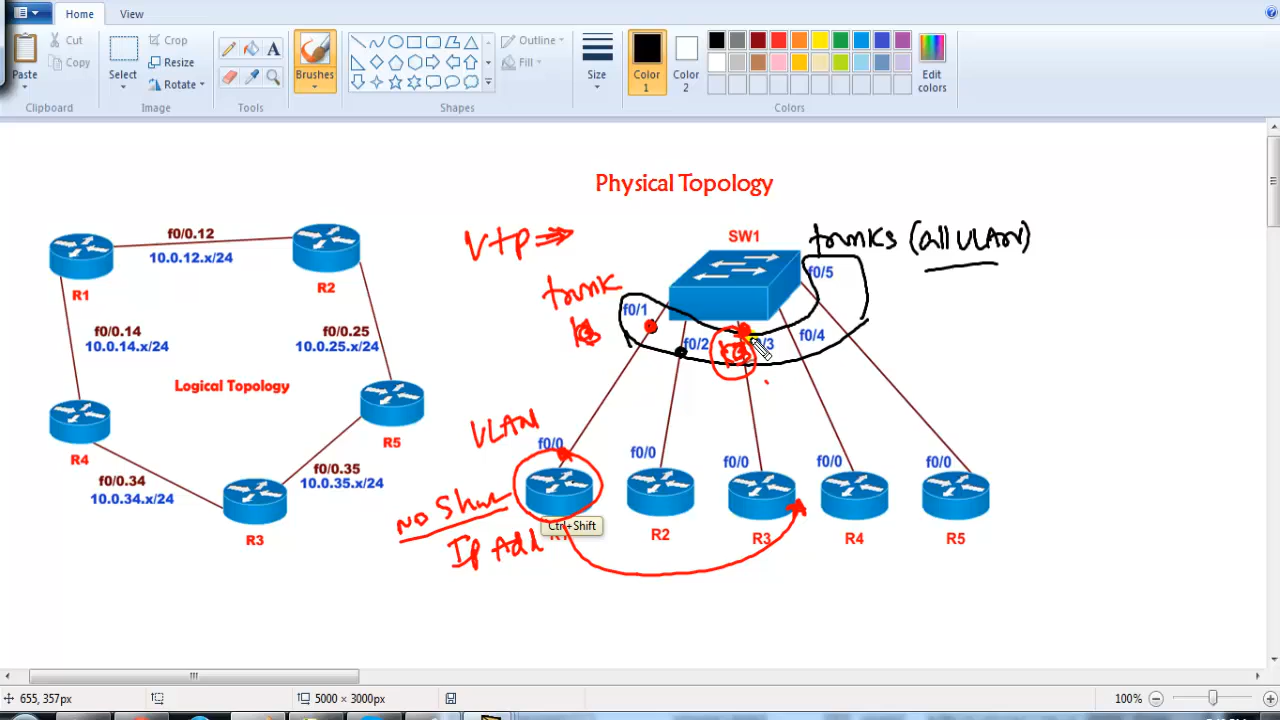 Home
View
Paste
Cut
Copy
Clipboard
Select
Crop
Resize
Rotate
Image
A
Tools
Brushes
Shapes
Outline
Fill
Size
Color
1
Color
2
Edit
colors
Colors
Physical Topology
f0/0.12
10.0.12.x/24
R1
R2
f0/0.14
10.0.14.x/24
f0/0.25
10.0.25.x/24
Logical Topology
R4
R5
f0/0.34
10.0.34.x/24
f0/0.35
10.0.35.x/24
R3
Vtp
SW1
trunks (all VLAN)
trunk
f0/5
f0/1
f0/2
f0/4
VLAN
f0/0
f0/0
f0/0
f0/0
f0/0
no Shut
Ip Add
Ctrl+Shift
R2
R3
R4
R5
655, 357px
5000 × 3000px
100%